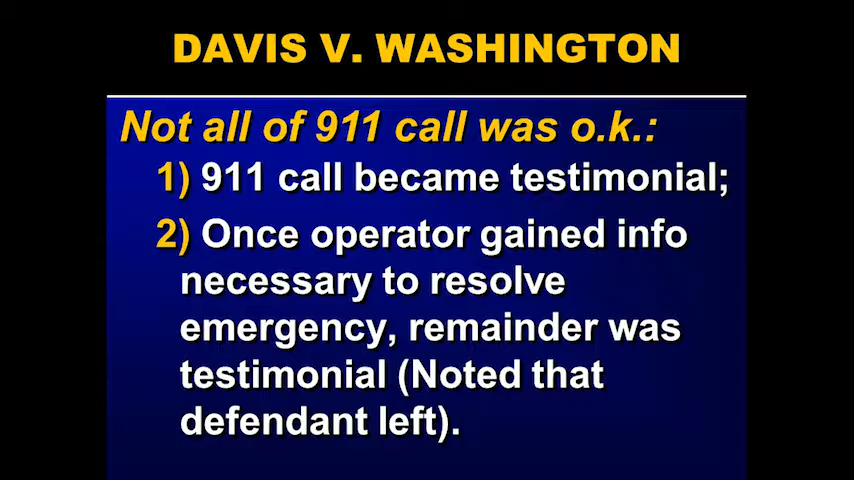 DAVIS V. WASHINGTON
Not all of 911 call was o.k.:
1) 911 call became testimonial;
2) Once operator gained info
necessary to resolve
emergency, remainder was
testimonial (Noted that
defendant left).